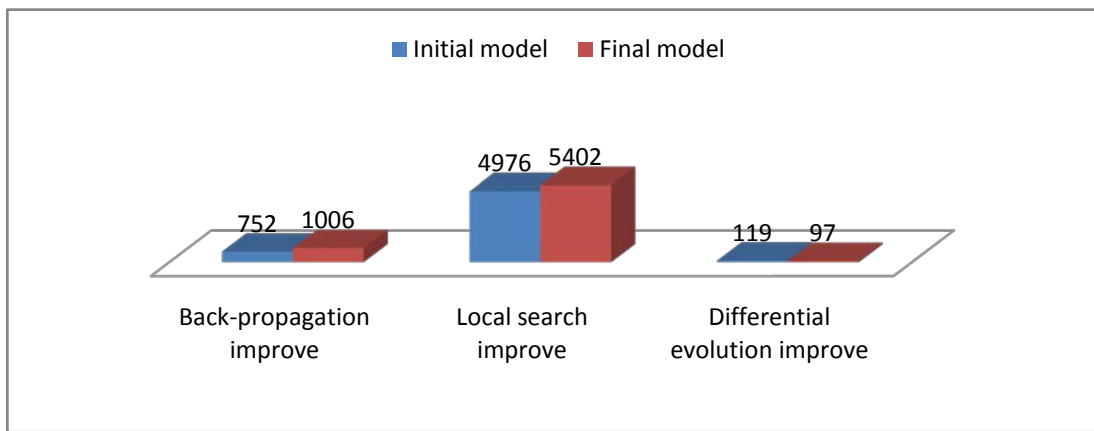 Initial model Final model
752 1006 4976 5402 119 97
Back-propagation improve
Local search improve
Differential evolution improve